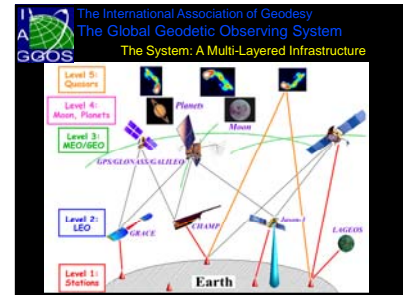 I
A
G
GGOS
The International Association of Geodesy
The Global Geodetic Observing System
The System: A Multi-Layered Infrastructure
Level 5:
Quasars
Level 4:
Moon, Planets
Planets
Moon
Level 3:
MEO/GEO
GPS/GLONASS/GALILEO
Level 2:
LEO
GRACE
CHAMP
Jason-1
LAGEOS
Level 1:
Stations
Earth